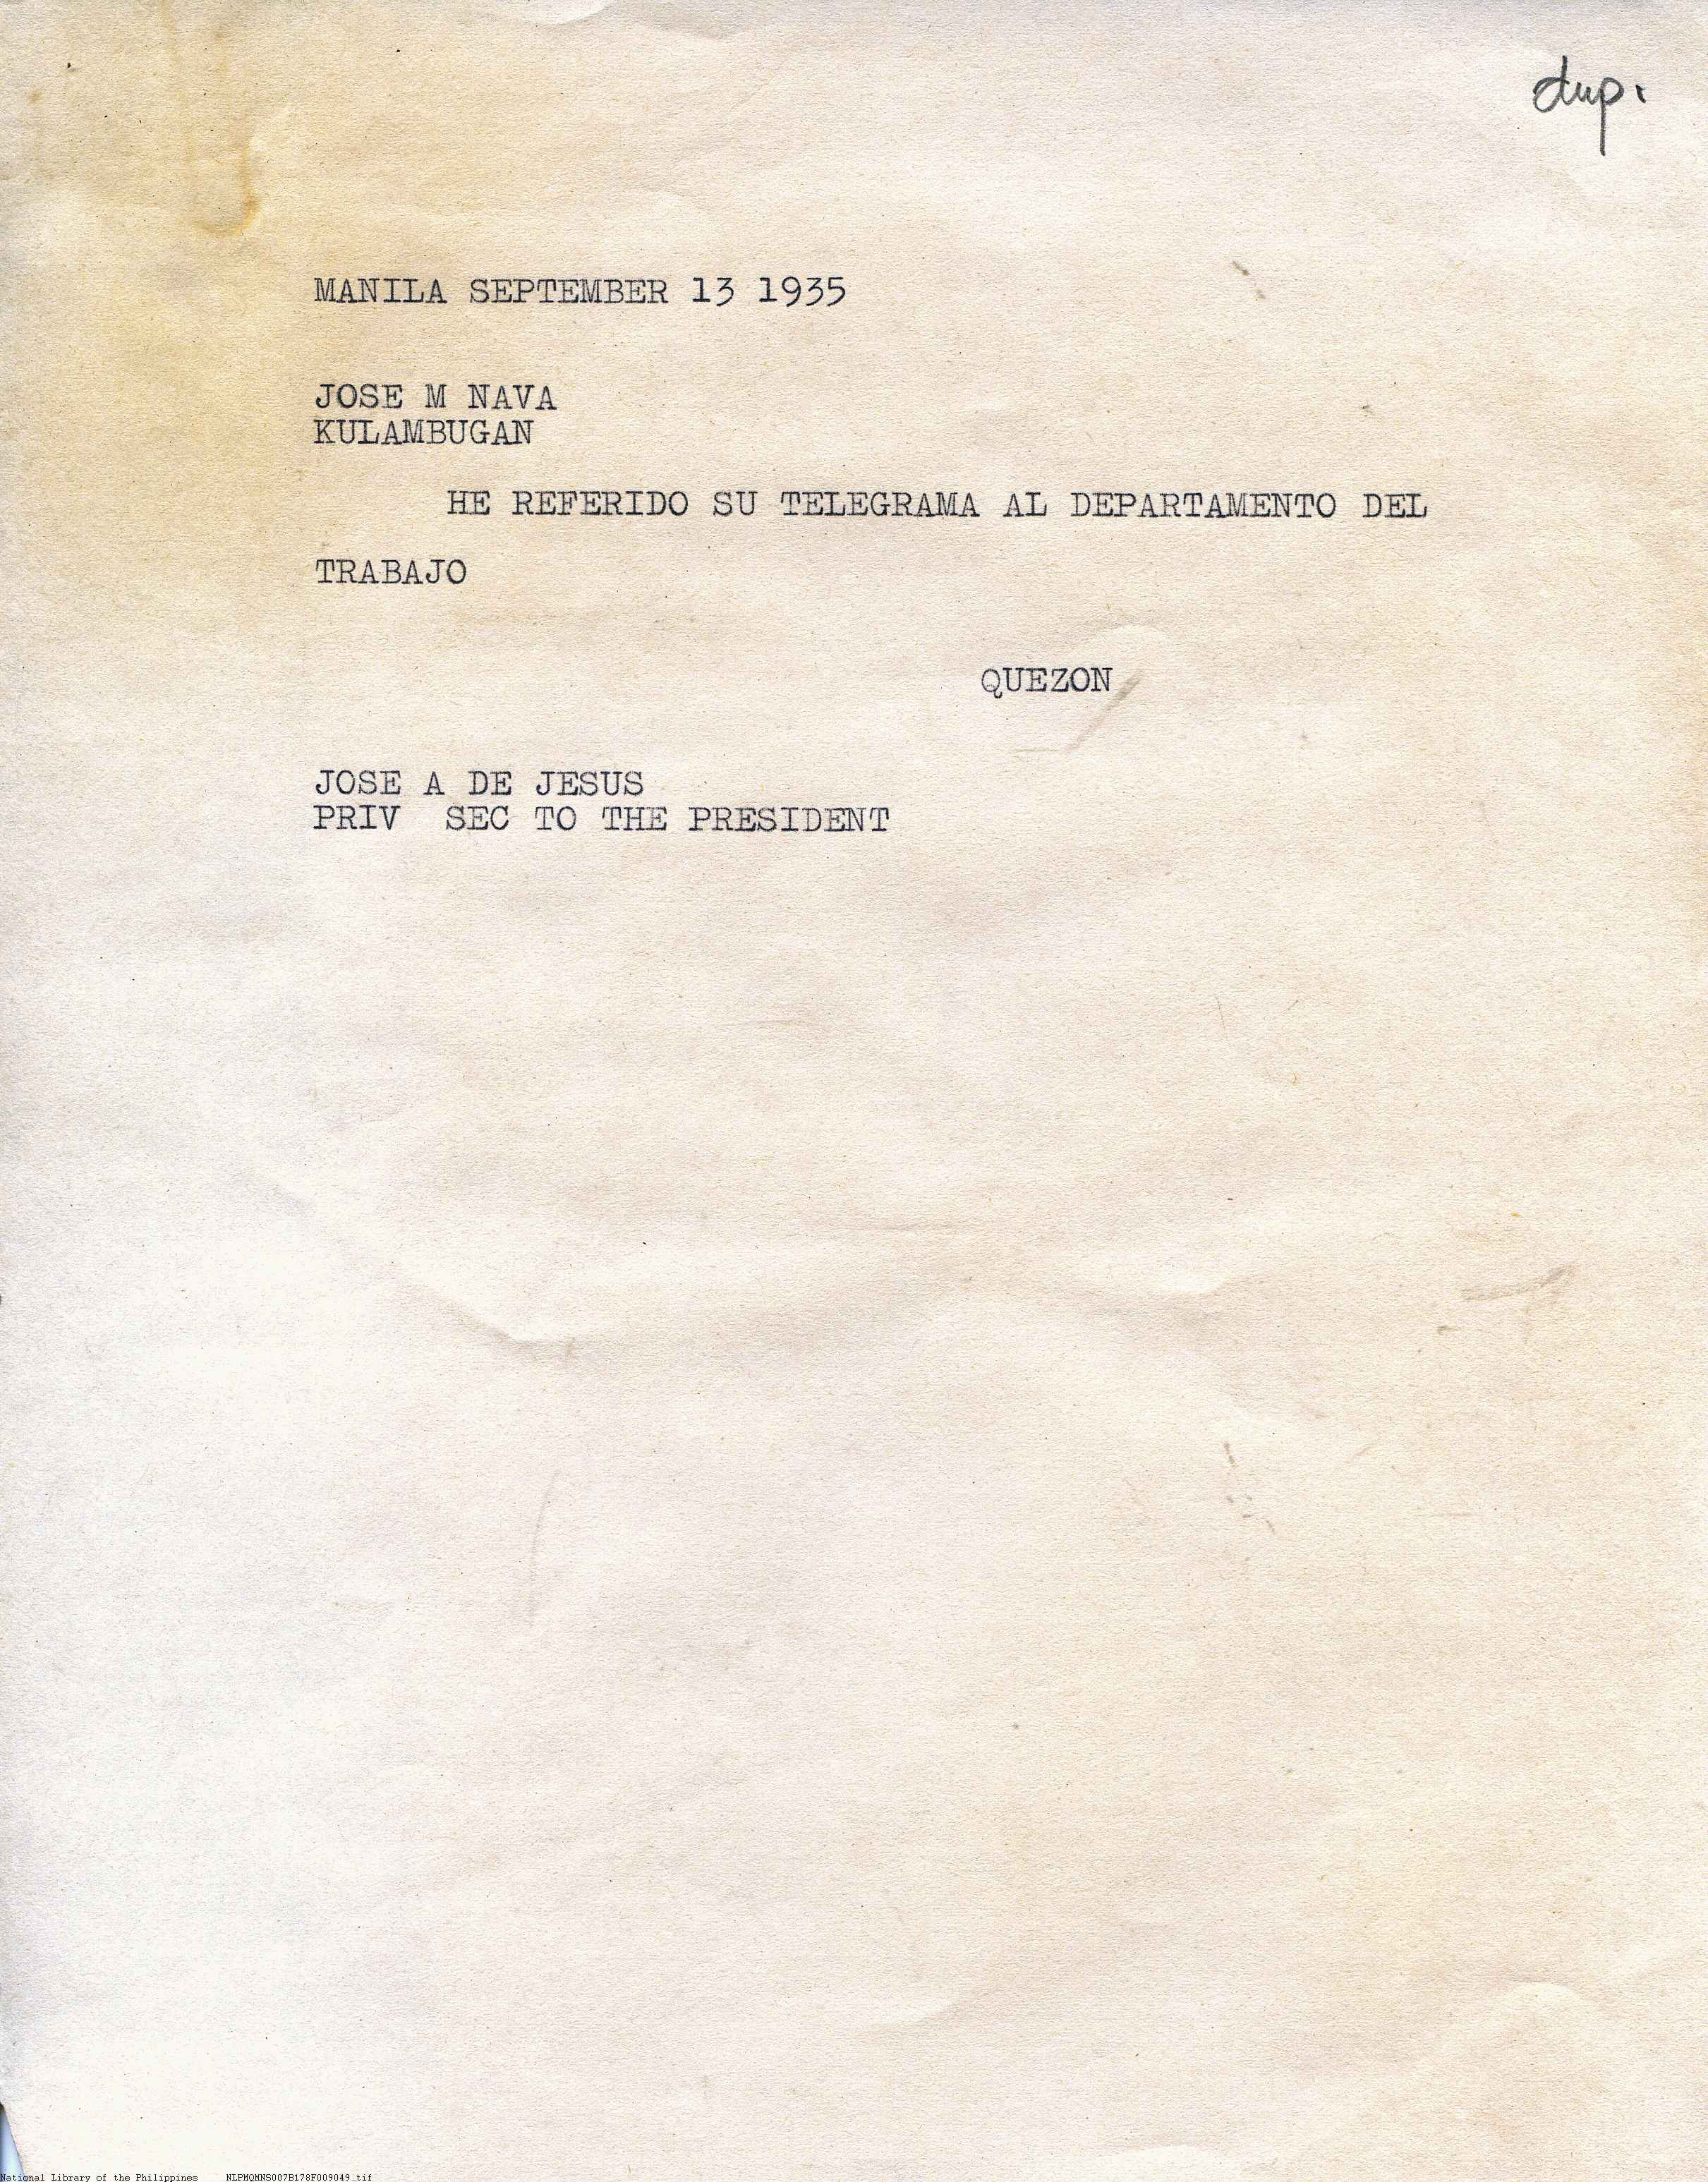 dup.
MANILA SEPTEMBER 13 1935
JOSE M NAVA
KULAMBUGAN
HE REFERIDO SU TELEGRAMA AL DEPARTAMENTO DEL
TRABAJO
QUEZON
JOSE A DE JESUS
PRIV SEC TO THE PRESIDENT
National Library of the Philippines NLPMQMNS007B178F009049.tif